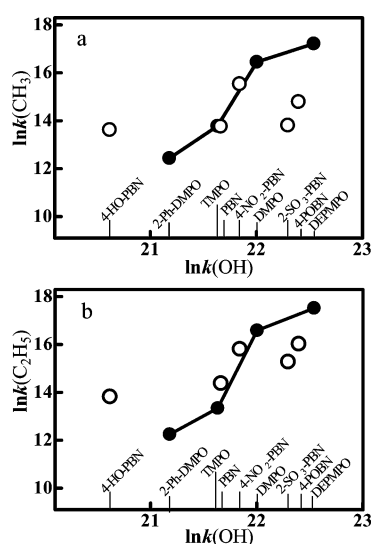 a
18
16
14
12
10
lnk(CH3)
4-HO-PBN
2-Ph-DMPO
TMPO
PBN
4-NO2-PBN
DMPO
2-SO3-PBN
4-POBN
DEPMPO
21
22
23
lnk(OH)
b
18
16
14
12
10
lnk(C2H5)
4-HO-PBN
2-Ph-DMPO
TMPO
PBN
4-NO2-PBN
DMPO
2-SO3-PBN
4-POBN
DEPMPO
21
22
23
lnk(OH)